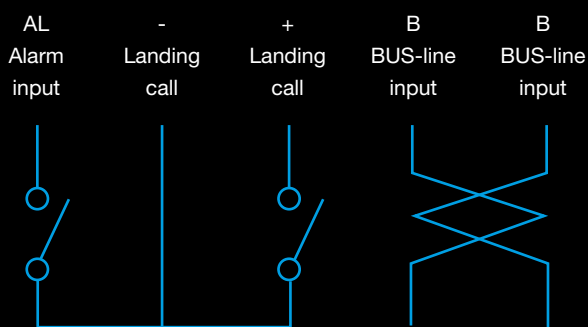 AL - + B B
Alarm Landing Landing BUS-line BUS-line
input call call input input